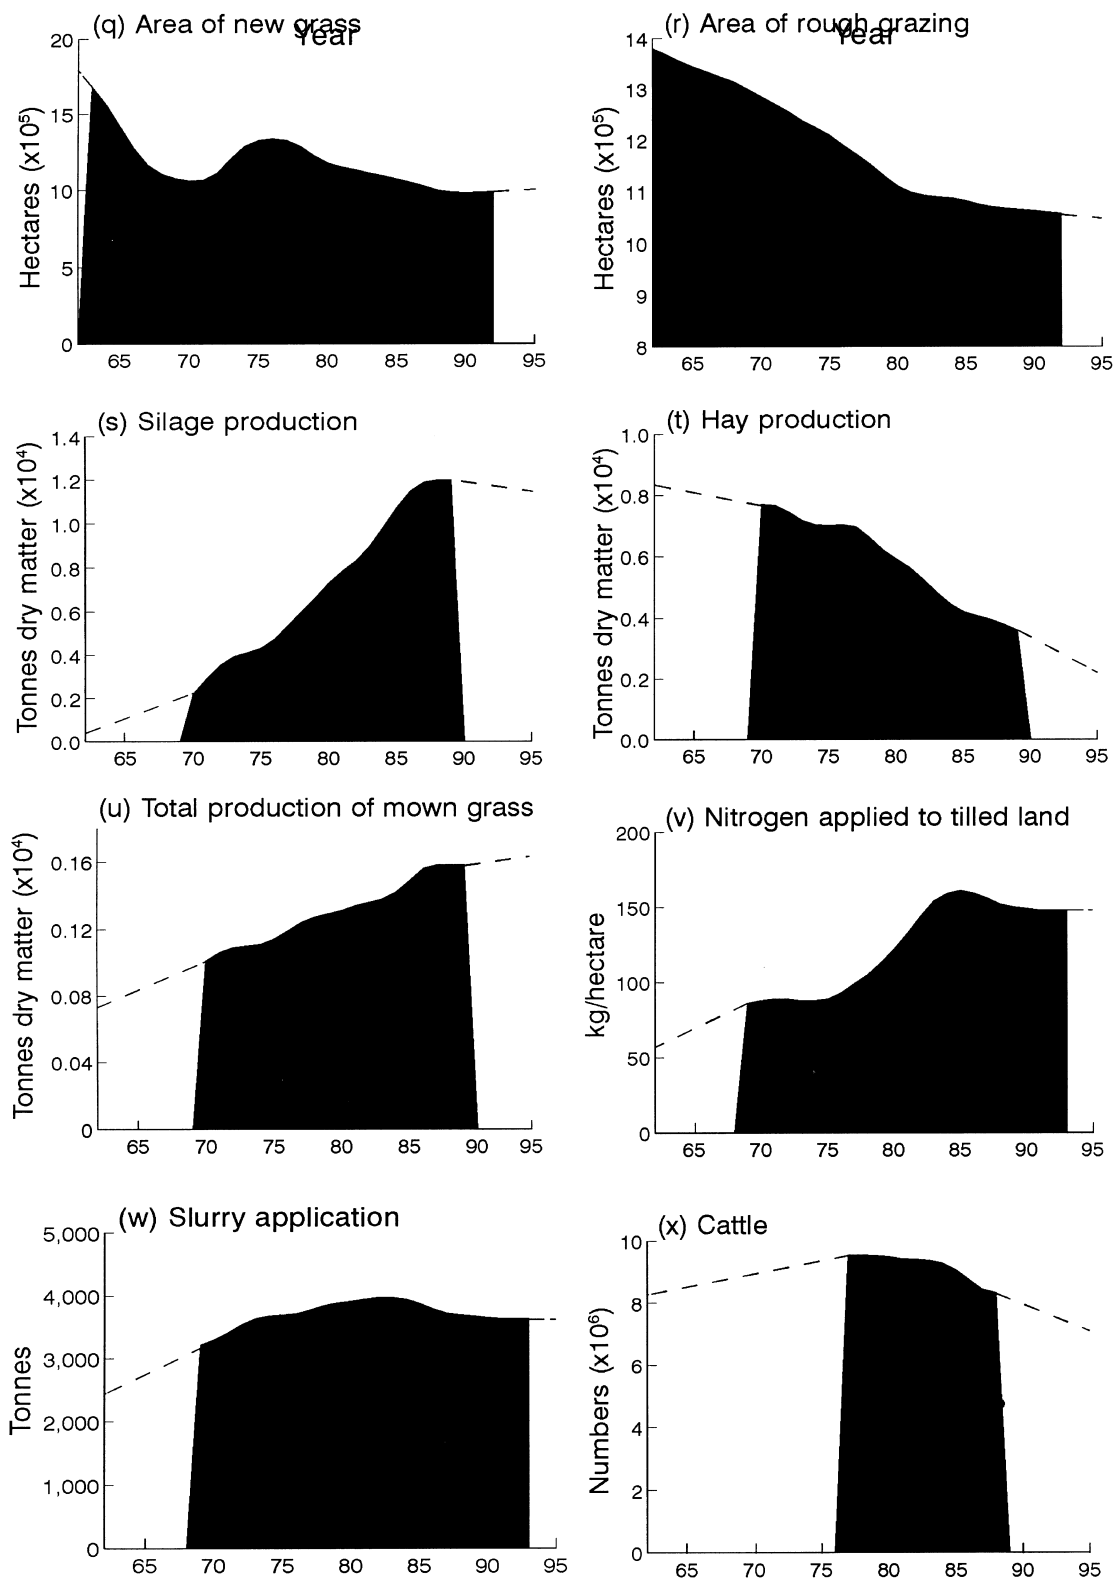 (q) Area of new grass
Year
Hectares (x10⁵)
20
15
10
5
0
65 70 75 80 85 90 95
(r) Area of rough grazing
Year
Hectares (x10⁵)
14
13
12
11
10
9
8
65 70 75 80 85 90 95
(s) Silage production
Tonnes dry matter (x10⁴)
1.4
1.2
1.0
0.8
0.6
0.4
0.2
0.0
65 70 75 80 85 90 95
(t) Hay production
Tonnes dry matter (x10⁴)
1.0
0.8
0.6
0.4
0.2
0.0
65 70 75 80 85 90 95
(u) Total production of mown grass
Tonnes dry matter (x10⁴)
0.16
0.12
0.08
0.04
0
65 70 75 80 85 90 95
(v) Nitrogen applied to tilled land
kg/hectare
200
150
100
50
0
65 70 75 80 85 90 95
(w) Slurry application
Tonnes
5,000
4,000
3,000
2,000
1,000
0
65 70 75 80 85 90 95
(x) Cattle
Numbers (x10⁶)
10
8
6
4
2
0
65 70 75 80 85 90 95